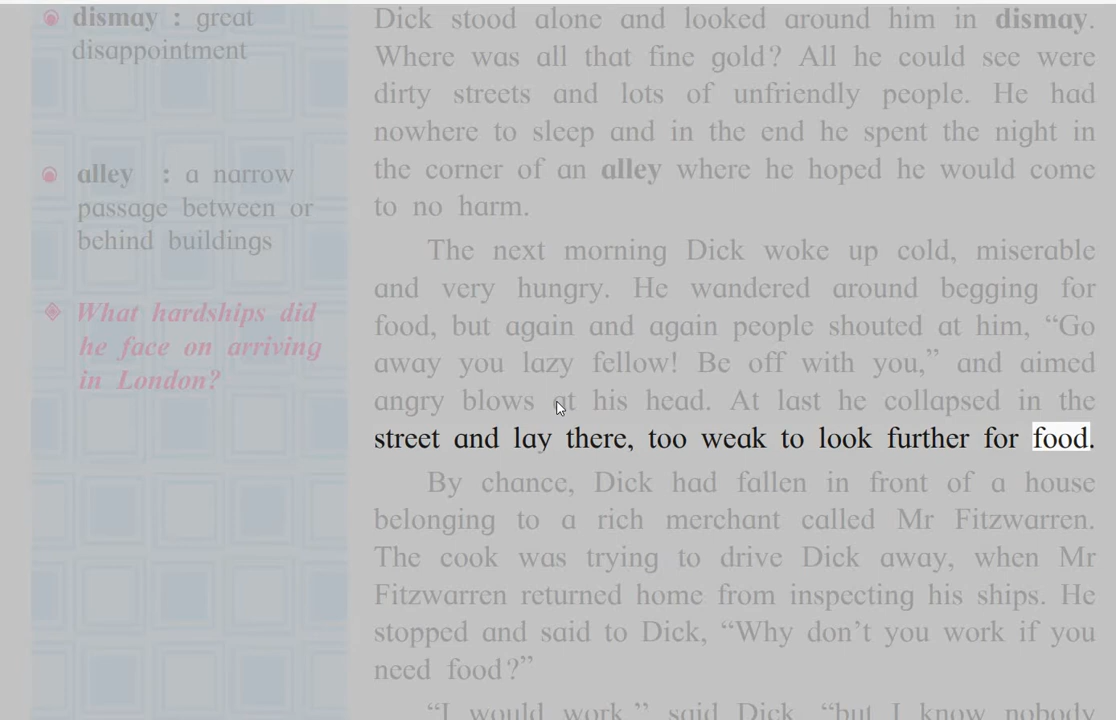 dismay : great
disappointment
alley : a narrow
passage between or
behind buildings
What hardships did
he face on arriving
in London?
Dick stood alone and looked around him in dismay.
Where was all that fine gold? All he could see were
dirty streets and lots of unfriendly people. He had
nowhere to sleep and in the end he spent the night in
the corner of an alley where he hoped he would come
to no harm.
The next morning Dick woke up cold, miserable
and very hungry. He wandered around begging for
food, but again and again people shouted at him, “Go
away you lazy fellow! Be off with you,” and aimed
angry blows at his head. At last he collapsed in the
street and lay there, too weak to look further for food.
By chance, Dick had fallen in front of a house
belonging to a rich merchant called Mr Fitzwarren.
The cook was trying to drive Dick away, when Mr
Fitzwarren returned home from inspecting his ships. He
stopped and said to Dick, “Why don’t you work if you
need food?”
“I would work,” said Dick, “but I know nobody